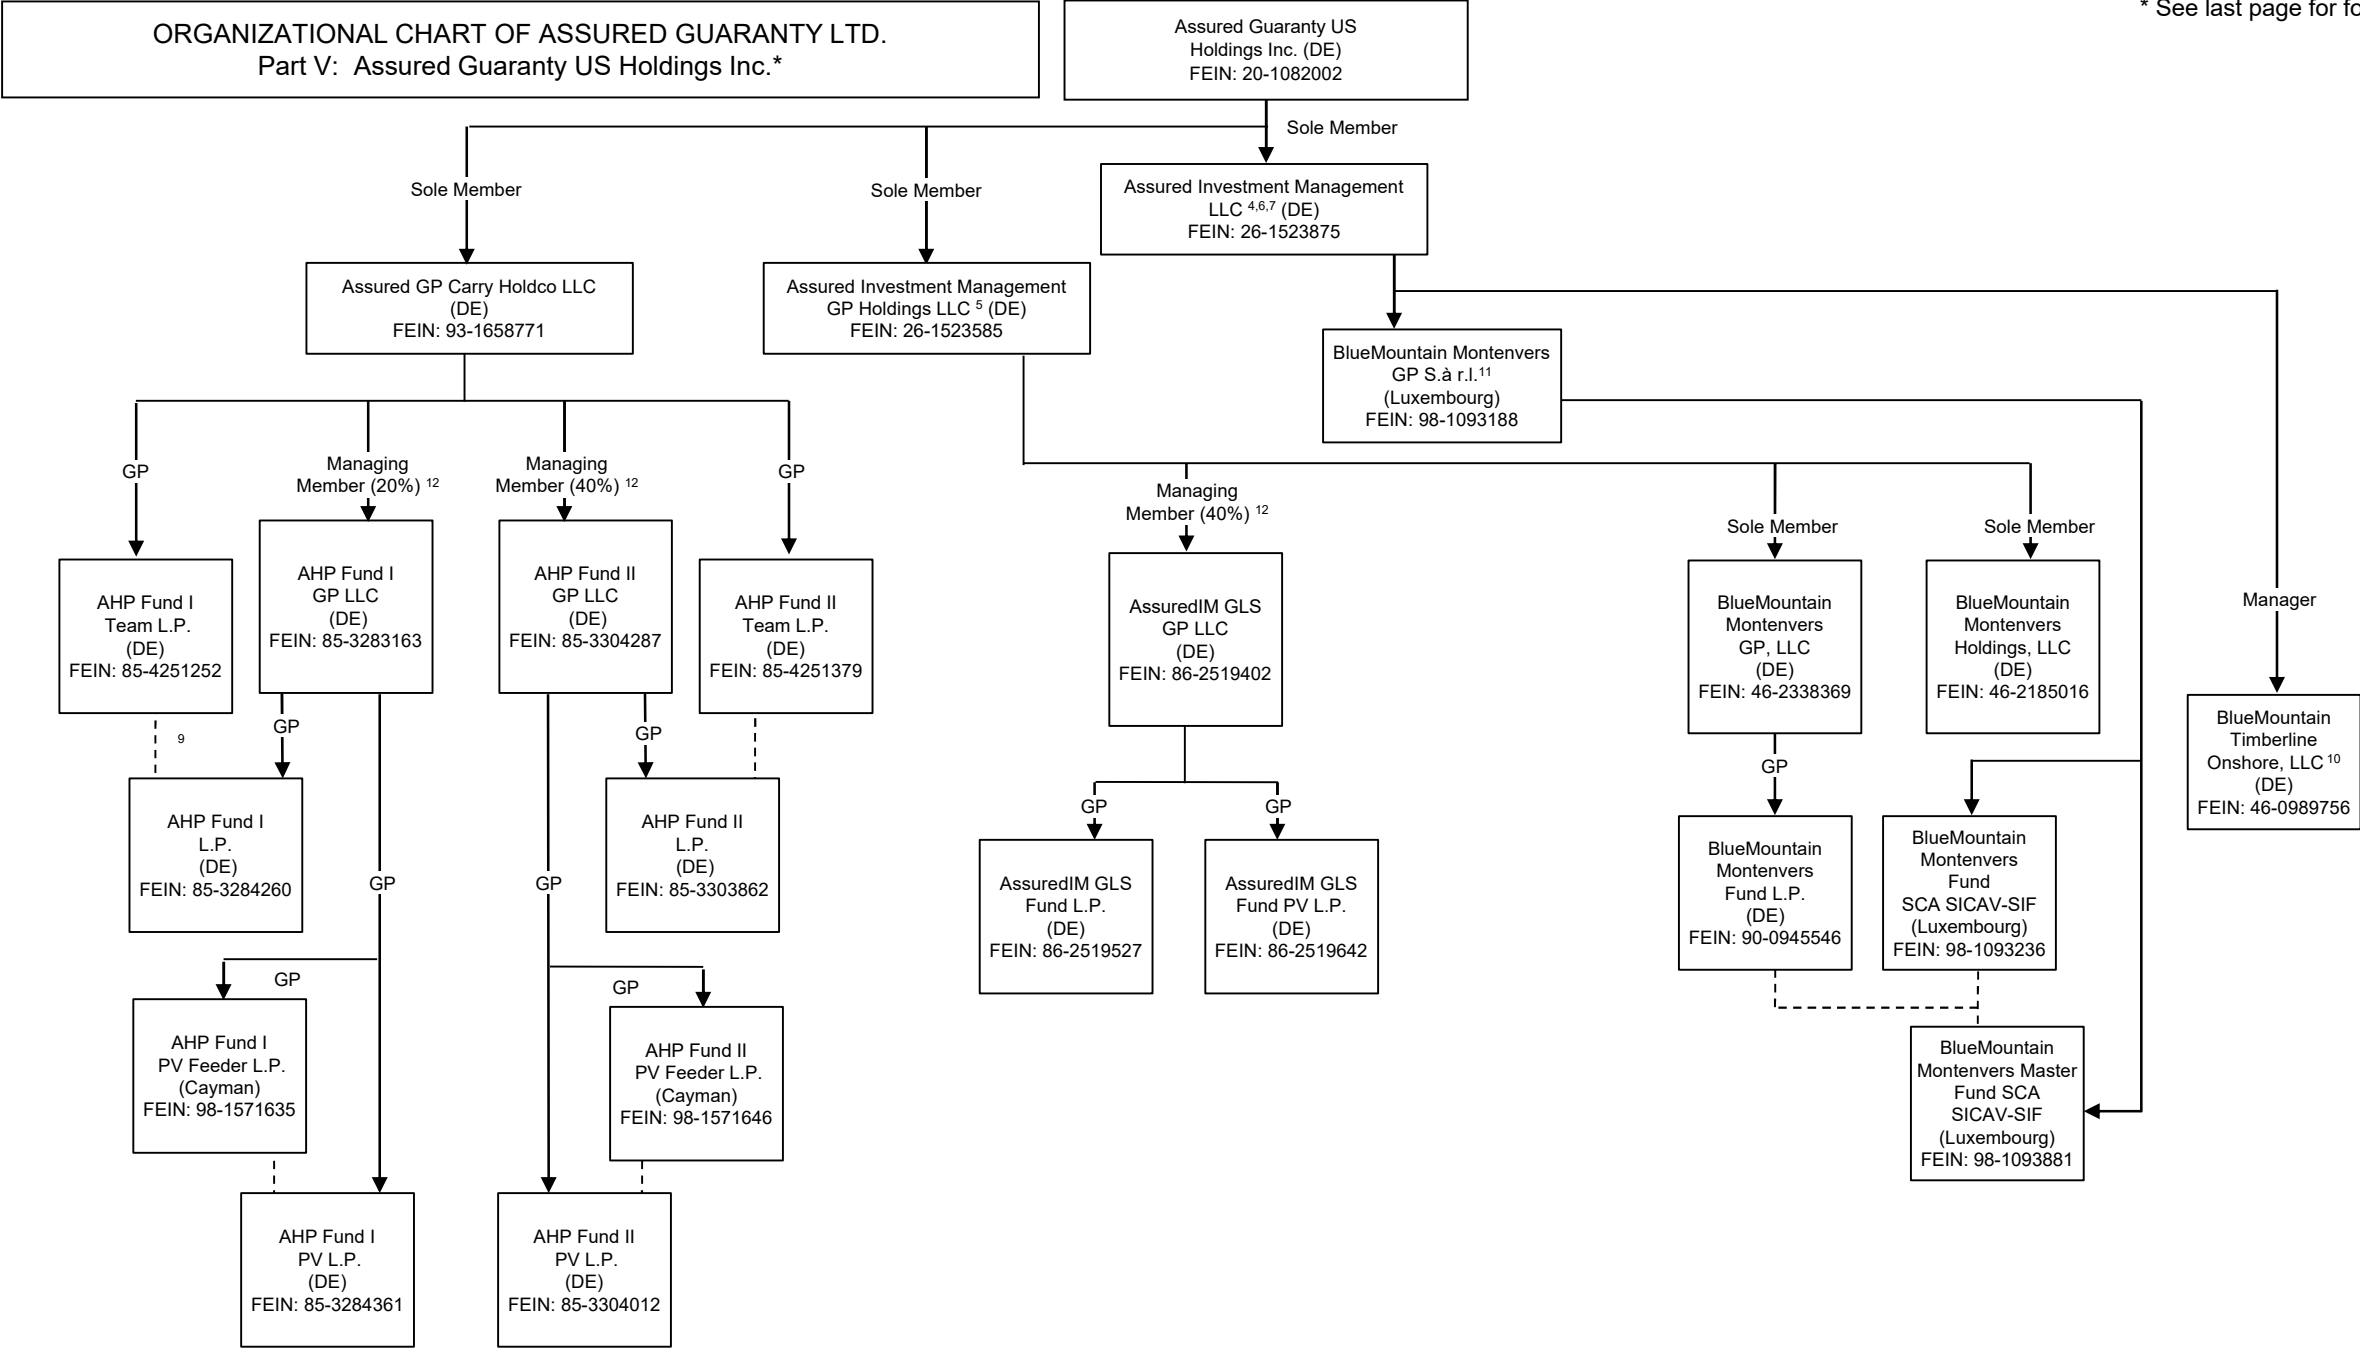 ORGANIZATIONAL CHART OF ASSURED GUARANTY LTD.
Part V: Assured Guaranty US Holdings Inc.*
Assured Guaranty US
Holdings Inc. (DE)
FEIN: 20-1082002
* See last page for
Sole Member
Sole Member
Sole Member
Assured Investment Management
LLC 4,6,7 (DE)
FEIN: 26-1523875
Assured GP Carry Holdco LLC
(DE)
FEIN: 93-1658771
Assured Investment Management
GP Holdings LLC 5 (DE)
FEIN: 26-1523585
BlueMountain Montenvers
GP S.à r.l.11
(Luxembourg)
FEIN: 98-1093188
GP
Managing
Member (20%) 12
Managing
Member (40%) 12
GP
Managing
Member (40%) 12
Sole Member
Sole Member
Manager
AHP Fund I
Team L.P.
(DE)
FEIN: 85-4251252
AHP Fund I
GP LLC
(DE)
FEIN: 85-3283163
AHP Fund II
GP LLC
(DE)
FEIN: 85-3304287
AHP Fund II
Team L.P.
(DE)
FEIN: 85-4251379
AssuredIM GLS
GP LLC
(DE)
FEIN: 86-2519402
BlueMountain
Montenvers
GP, LLC
(DE)
FEIN: 46-2338369
BlueMountain
Montenvers
Holdings, LLC
(DE)
FEIN: 46-2185016
BlueMountain
Timberline
Onshore, LLC 10
(DE)
FEIN: 46-0989756
9
GP
GP
GP
GP
GP
AHP Fund I
L.P.
(DE)
FEIN: 85-3284260
GP
GP
AHP Fund II
L.P.
(DE)
FEIN: 85-3303862
AssuredIM GLS
Fund L.P.
(DE)
FEIN: 86-2519527
AssuredIM GLS
Fund PV L.P.
(DE)
FEIN: 86-2519642
BlueMountain
Montenvers
Fund L.P.
(DE)
FEIN: 90-0945546
BlueMountain
Montenvers
Fund
SCA SICAV-SIF
(Luxembourg)
FEIN: 98-1093236
GP
GP
AHP Fund I
PV Feeder L.P.
(Cayman)
FEIN: 98-1571635
AHP Fund II
PV Feeder L.P.
(Cayman)
FEIN: 98-1571646
BlueMountain
Montenvers Master
Fund SCA
SICAV-SIF
(Luxembourg)
FEIN: 98-1093881
AHP Fund I
PV L.P.
(DE)
FEIN: 85-3284361
AHP Fund II
PV L.P.
(DE)
FEIN: 85-3304012